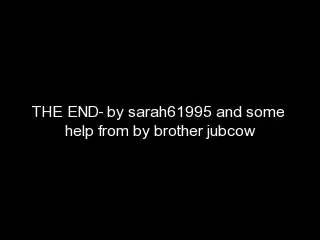 THE END- by sarah61995 and some
help from by brother jubcow